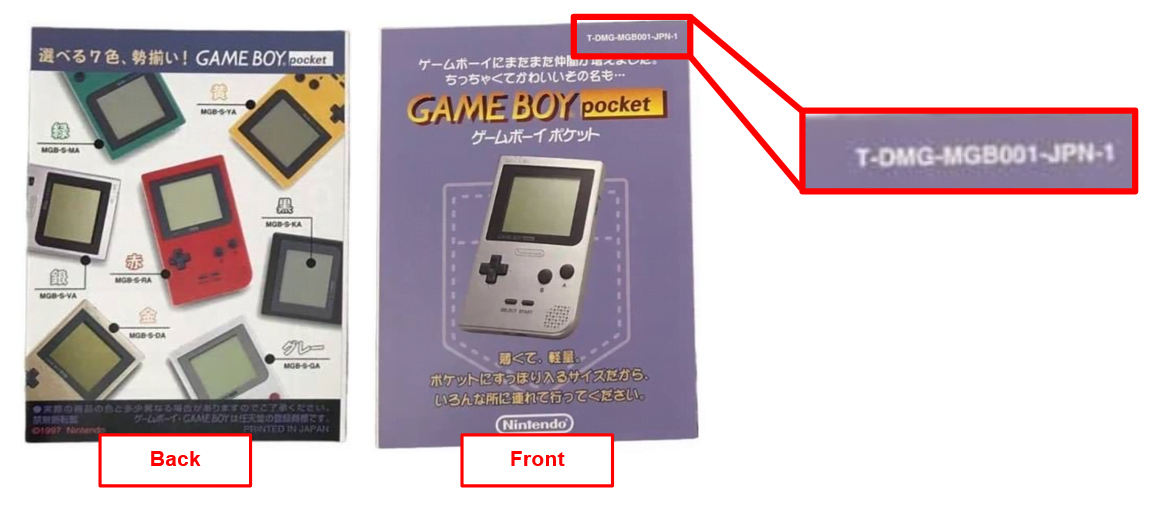 選べる7色、勢揃い! GAME BOY pocket
黄
MGB-S-YA
緑
MGB-S-MA
黒
MGB-S-KA
赤
MGB-S-RA
銀
MGB-S-VA
金
MGB-S-DA
グレー
MGB-S-GA
●実際の商品の色と多少異なる場合がありますのでご了承ください。
禁無断転載 ゲームボーイ・GAME BOYは任天堂の登録商標です。
©1997 Nintendo PRINTED IN JAPAN
Back
T-DMG-MGB001-JPN-1
ゲームボーイにまたまた仲間が増えました。
ちっちゃくてかわいいその名も…
GAME BOY pocket
ゲームボーイ ポケット
GAME BOY pocket
Nintendo
B A
SELECT START
薄くて、軽量。
ポケットにすっぽり入るサイズだから、
いろんな所に連れて行ってください。
Nintendo
Front
T-DMG-MGB001-JPN-1